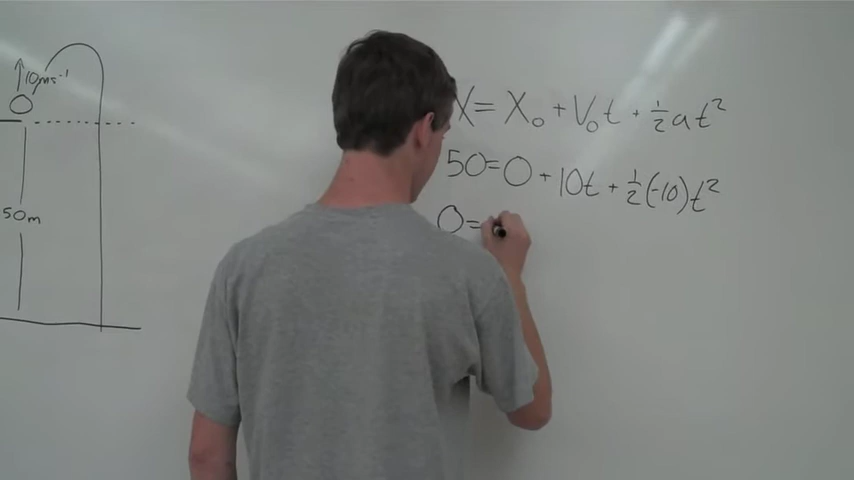 10ms⁻¹
50m
X = X₀ + V₀t + ½at²
50 = 0 + 10t + ½(-10)t²
0 =